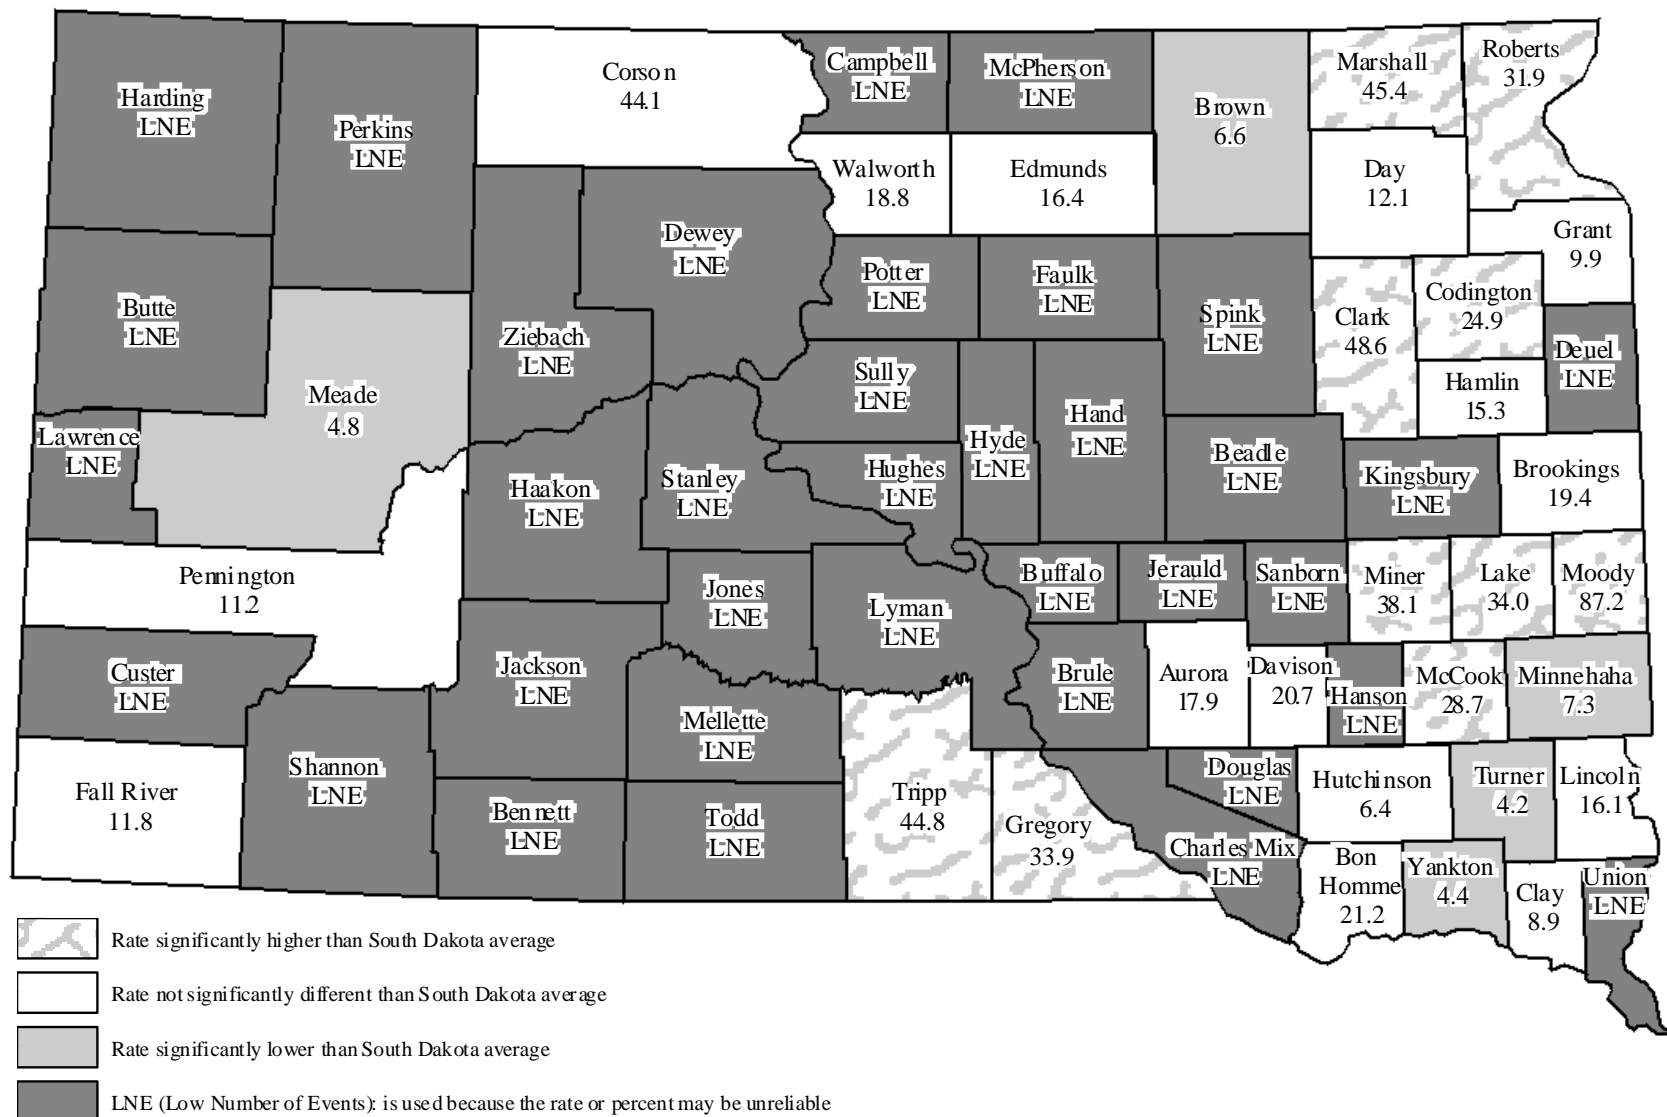 Harding
LNE
Perkins
LNE
Corson
44.1
Campbell
LNE
McPherson
LNE
Brown
6.6
Marshall
45.4
Roberts
31.9
Walworth
18.8
Edmunds
16.4
Day
12.1
Grant
9.9
Butte
LNE
Dewey
LNE
Ziebach
LNE
Potter
LNE
Faulk
LNE
Spink
LNE
Clark
48.6
Codington
24.9
Deuel
LNE
Hamlin
15.3
Meade
4.8
Lawrence
LNE
Sully
LNE
Hyde
LNE
Hand
LNE
Beadle
LNE
Kingsbury
LNE
Brookings
19.4
Haakon
LNE
Stanley
LNE
Hughes
LNE
Pennington
11.2
Jones
LNE
Lyman
LNE
Buffalo
LNE
Jerauld
LNE
Sanborn
LNE
Miner
38.1
Lake
34.0
Moody
87.2
Custer
LNE
Jackson
LNE
Mellette
LNE
Brule
LNE
Aurora
17.9
Davison
20.7
Hanson
LNE
McCook
28.7
Minnehaha
7.3
Fall River
11.8
Shannon
LNE
Bennett
LNE
Todd
LNE
Tripp
44.8
Gregory
33.9
Douglas
LNE
Charles Mix
LNE
Hutchinson
6.4
Turner
4.2
Lincoln
16.1
Bon
Homme
21.2
Yankton
4.4
Clay
8.9
Union
LNE
Rate significantly higher than South Dakota average
Rate not significantly different than South Dakota average
Rate significantly lower than South Dakota average
LNE (Low Number of Events): is used because the rate or percent may be unreliable